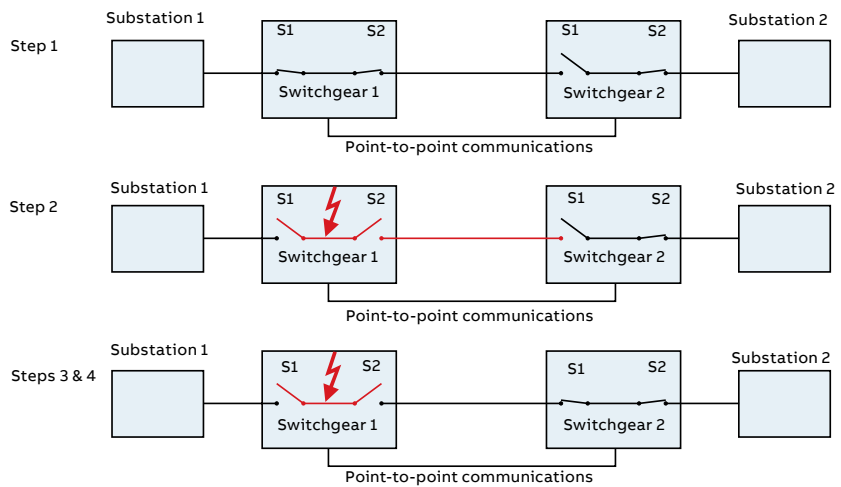 Substation 1
S1
S2
S1
S2
Substation 2
Step 1
Switchgear 1
Switchgear 2
Point-to-point communications
Substation 1
S1
S2
S1
S2
Substation 2
Step 2
Switchgear 1
Switchgear 2
Point-to-point communications
Substation 1
S1
S2
S1
S2
Substation 2
Steps 3 & 4
Switchgear 1
Switchgear 2
Point-to-point communications